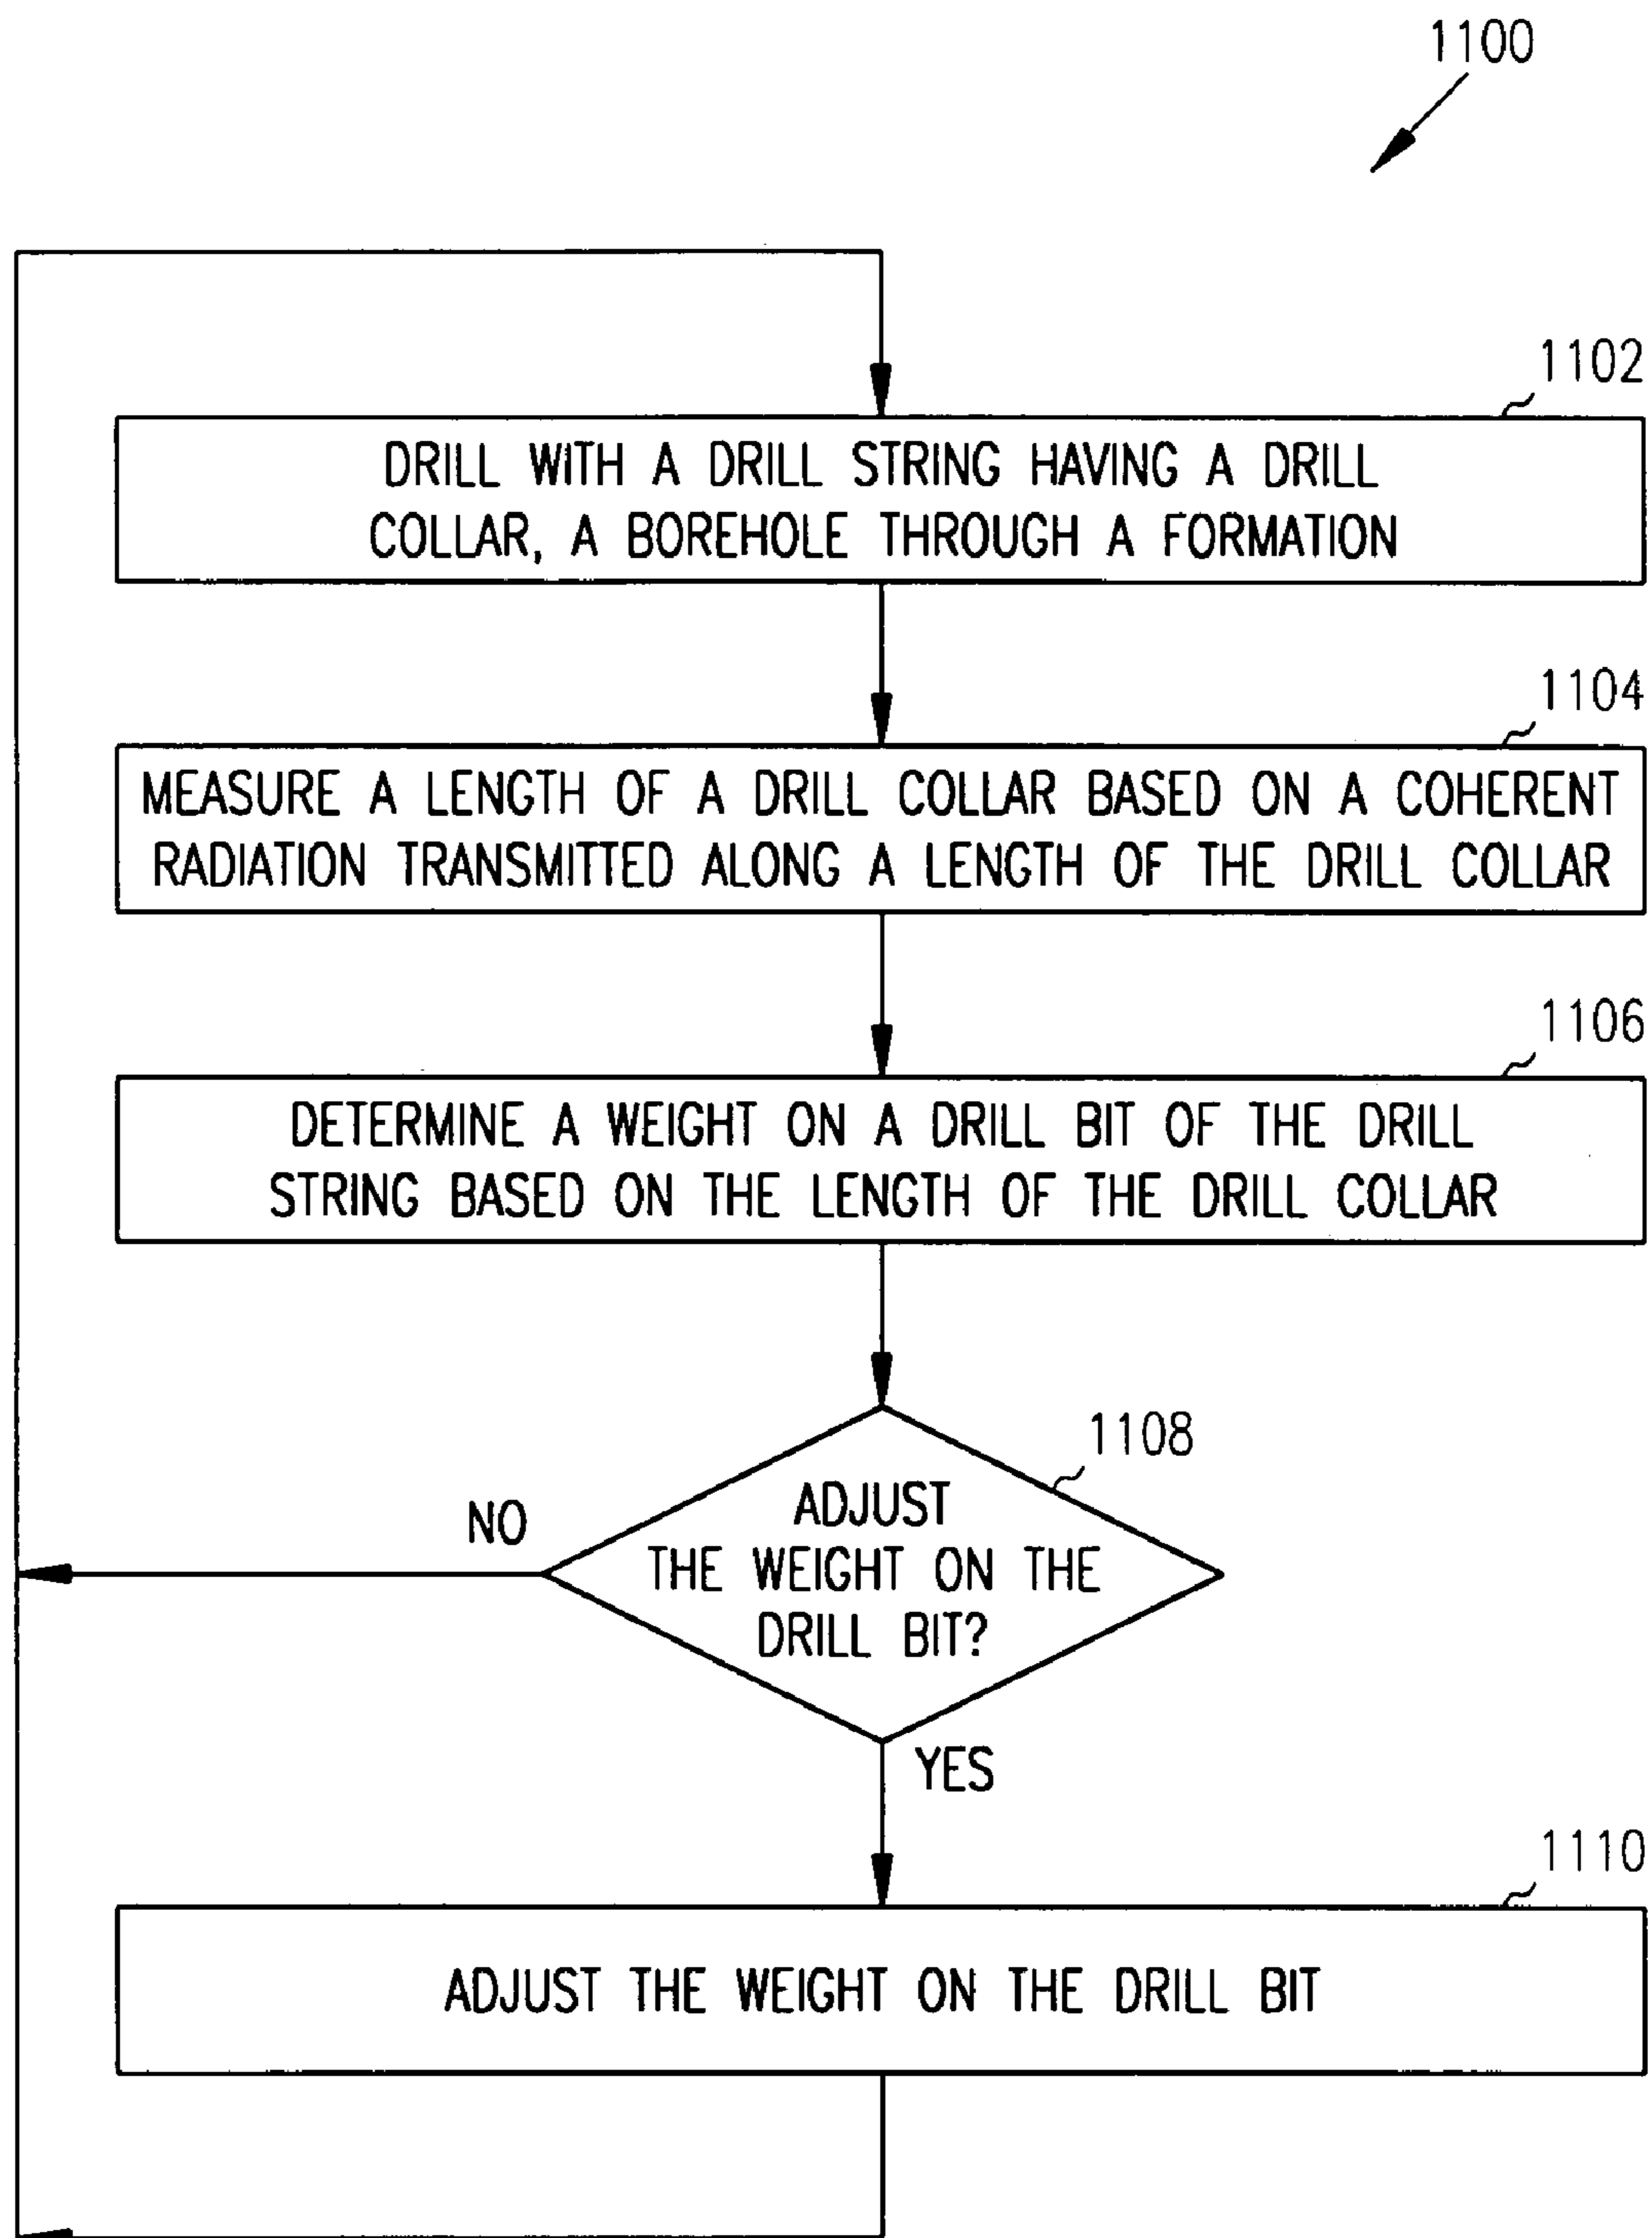 1100
1102
DRILL WITH A DRILL STRING HAVING A DRILL
COLLAR, A BOREHOLE THROUGH A FORMATION
1104
MEASURE A LENGTH OF A DRILL COLLAR BASED ON A COHERENT
RADIATION TRANSMITTED ALONG A LENGTH OF THE DRILL COLLAR
1106
DETERMINE A WEIGHT ON A DRILL BIT OF THE DRILL
STRING BASED ON THE LENGTH OF THE DRILL COLLAR
1108
NO
ADJUST
THE WEIGHT ON THE
DRILL BIT?
YES
1110
ADJUST THE WEIGHT ON THE DRILL BIT